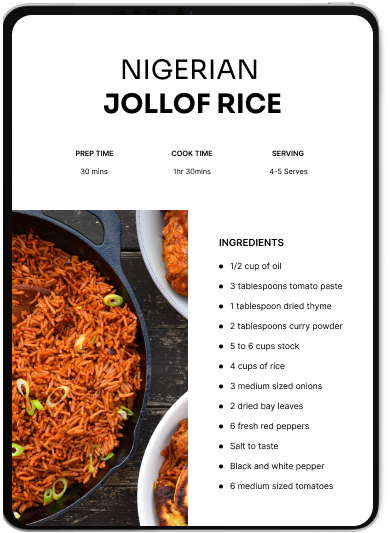 NIGERIAN
JOLLOF RICE
PREP TIME COOK TIME SERVING
30 mins 1hr 30mins 4-5 Serves
INGREDIENTS
1/2 cup of oil
3 tablespoons tomato paste
1 tablespoon dried thyme
2 tablespoons curry powder
5 to 6 cups stock
4 cups of rice
3 medium sized onions
2 dried bay leaves
6 fresh red peppers
Salt to taste
Black and white pepper
6 medium sized tomatoes